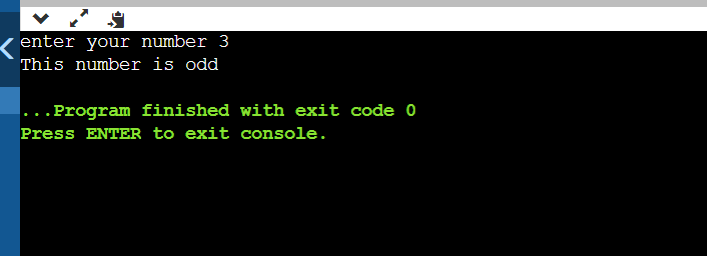 enter your number 3
This number is odd
...Program finished with exit code 0
Press ENTER to exit console.